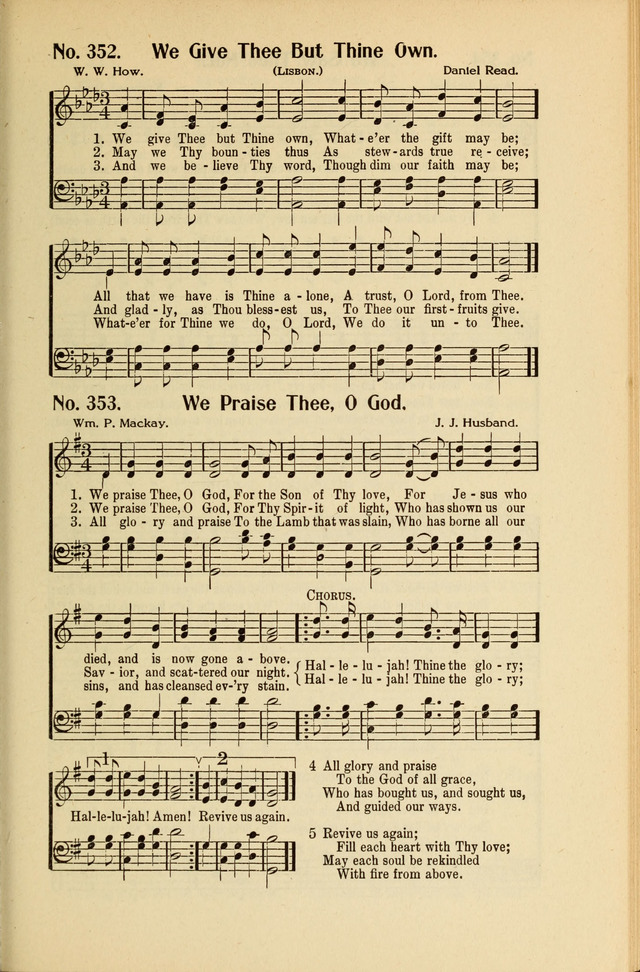 No. 352. We Give Thee But Thine Own.
W. W. How. (Lisbon.) Daniel Read.
1. We give Thee but Thine own, What - e'er the gift may be;
2. May we Thy boun - ties thus As stew - ards true re - ceive;
3. And we be - lieve Thy word, Though dim our faith may be;
All that we have is Thine a - lone, A trust, O Lord, from Thee.
And glad - ly, as Thou bless - est us, To Thee our first - fruits give.
What-e'er for Thine we do, O Lord, We do it un - to Thee.
No. 353. We Praise Thee, O God.
Wm. P. Mackay. J. J. Husband.
1. We praise Thee, O God, For the Son of Thy love, For Je - sus who
2. We praise Thee, O God, For Thy Spir - it of light, Who has shown us our
3. All glo - ry and praise To the Lamb that was slain, Who has borne all our
Chorus.
died, and is now gone a - bove.
Sav - ior, and scat - tered our night.
sins, and has cleansed ev - 'ry stain.
Hal - le - lu - jah! Thine the glo - ry;
Hal - le - lu - jah! Thine the glo - ry;
1 2
Hal - le - lu - jah! Amen! Revive us again.
4 All glory and praise
To the God of all grace,
Who has bought us, and sought us,
And guided our ways.
5 Revive us again;
Fill each heart with Thy love;
May each soul be rekindled
With fire from above.